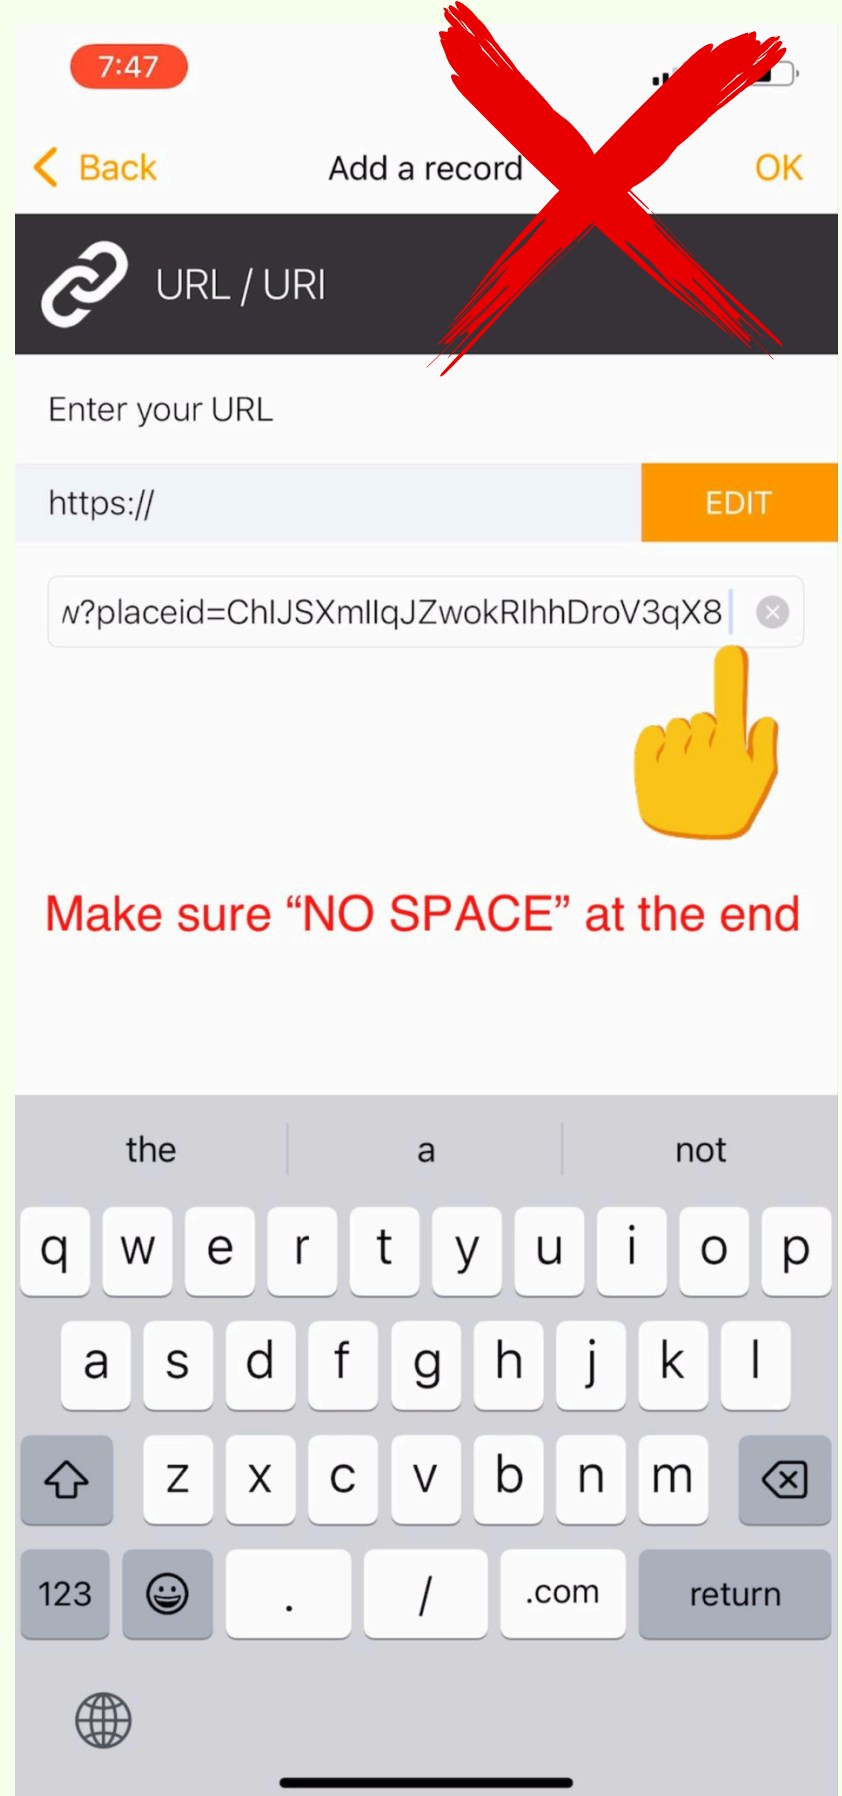 7:47
Back
Add a record
OK
URL / URI
Enter your URL
https://
EDIT
w?placeid=ChIJSXmIIqJZwokRIhhDroV3qX8
Make sure “NO SPACE” at the end
the a not
q w e r t y u i o p
a s d f g h j k l
z x c v b n m
123 . / .com return